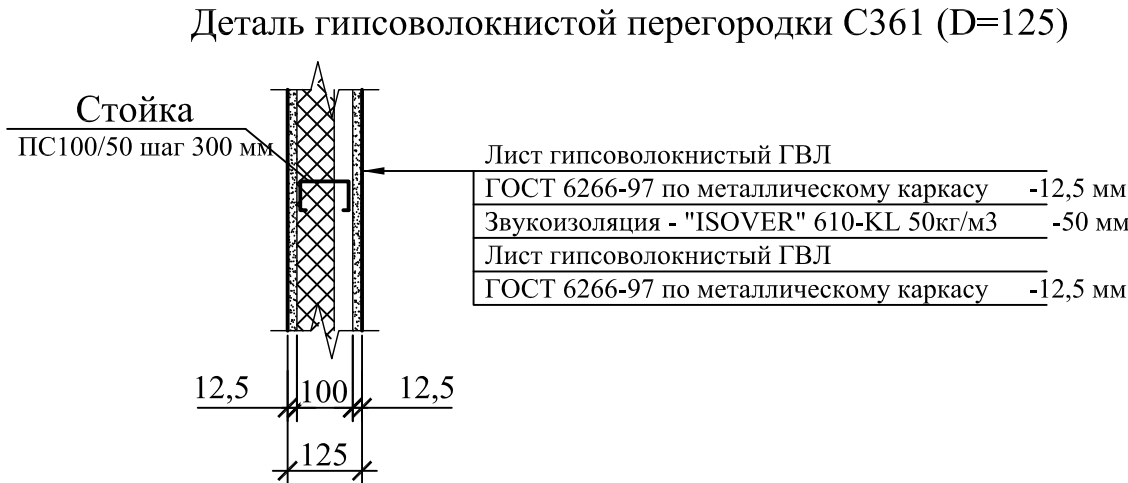 Деталь гипсоволокнистой перегородки С361 (D=125)
Стойка
ПС100/50 шаг 300 мм
Лист гипсоволокнистый ГВЛ
ГОСТ 6266-97 по металлическому каркасу -12,5 мм
Звукоизоляция - "ISOVER" 610-KL 50кг/м3 -50 мм
Лист гипсоволокнистый ГВЛ
ГОСТ 6266-97 по металлическому каркасу -12,5 мм
12,5 100 12,5
125